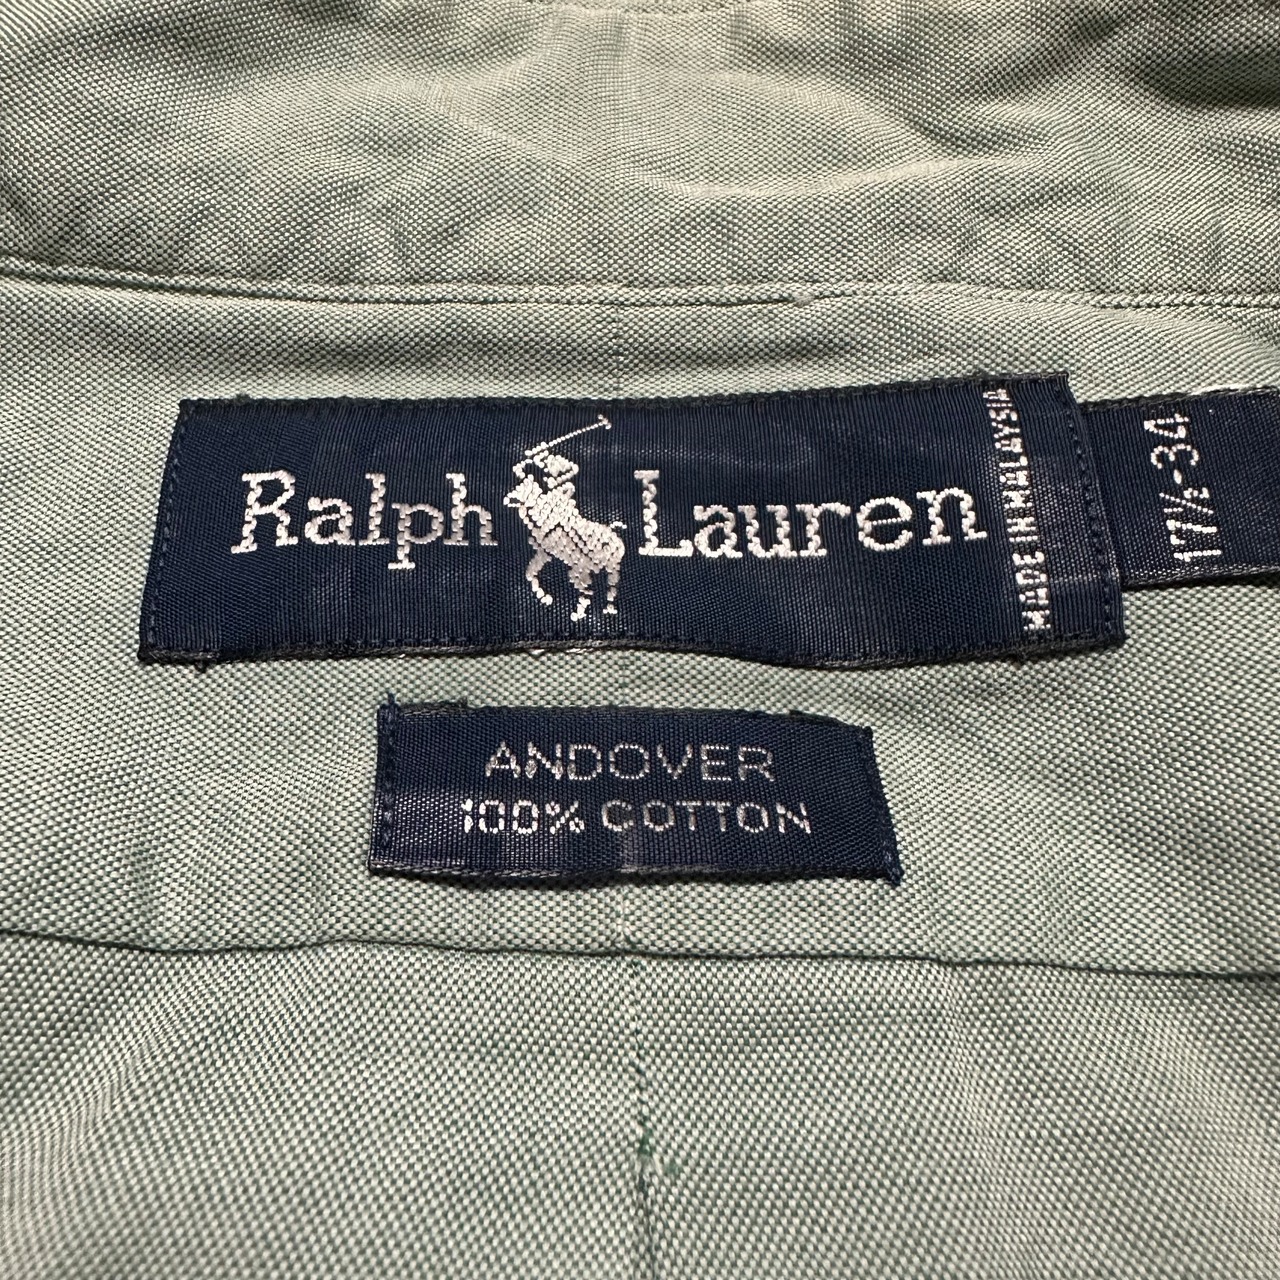 Ralph Lauren
MADE IN MALAYSIA
17½-34
ANDOVER
100% COTTON